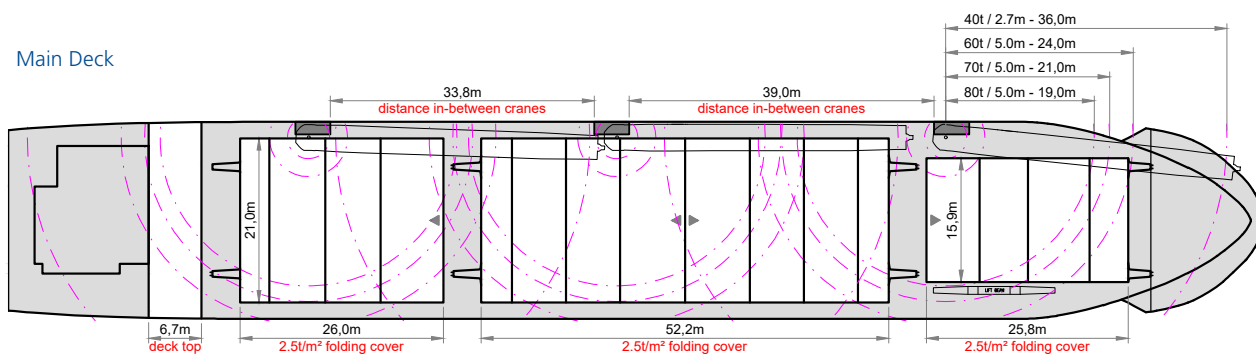 40t / 2.7m - 36,0m
60t / 5.0m - 24,0m
Main Deck
70t / 5.0m - 21,0m
80t / 5.0m - 19,0m
33,8m
39,0m
distance in-between cranes
distance in-between cranes
21,0m
15,9m
LIFT BEAM
6,7m
26,0m
52,2m
25,8m
deck top
2.5t/m² folding cover
2.5t/m² folding cover
2.5t/m² folding cover